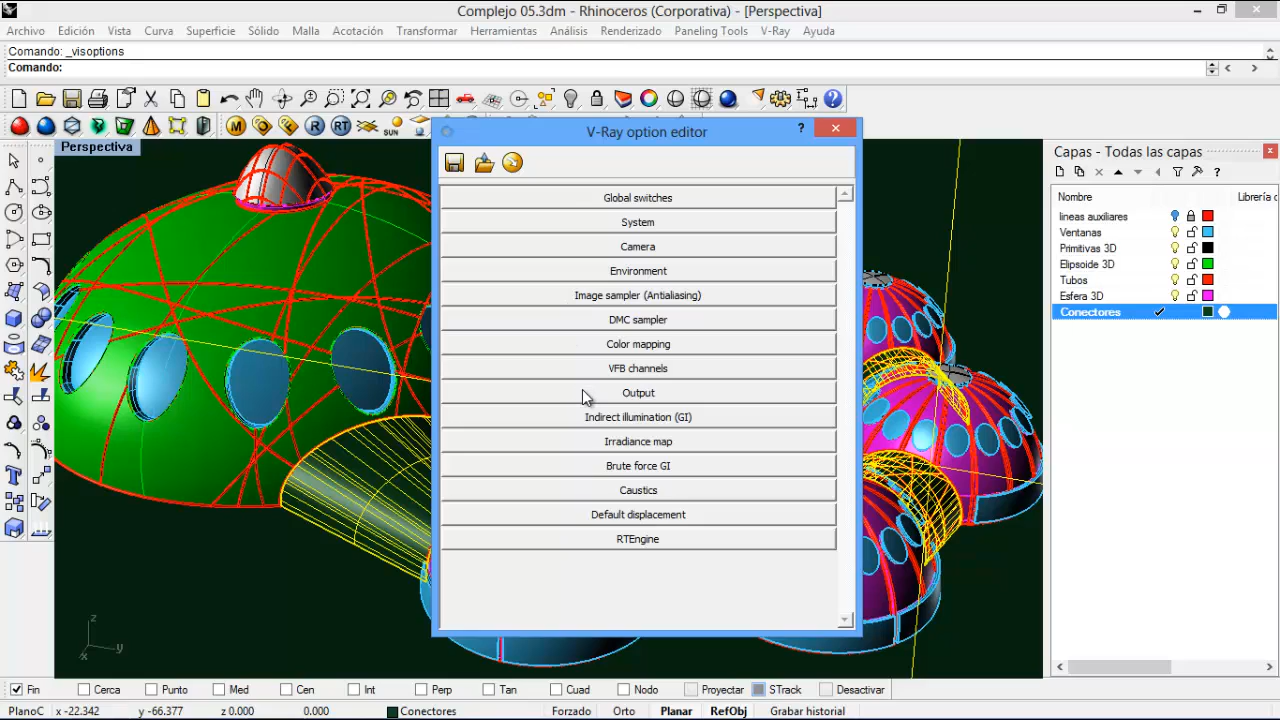 Complejo 05.3dm - Rhinoceros (Corporativa) - [Perspectiva]
Archivo Edición Vista Curva Superficie Sólido Malla Acotación Transformar Herramientas Análisis Renderizado Paneling Tools V-Ray Ayuda
Comando: _visoptions
Comando:
M R RT SUN
Perspectiva
V-Ray option editor
Global switches
System
Camera
Environment
Image sampler (Antialiasing)
DMC sampler
Color mapping
VFB channels
Output
Indirect illumination (GI)
Irradiance map
Brute force GI
Caustics
Default displacement
RTEngine
Capas - Todas las capas
Nombre Librería
lineas auxiliares
Ventanas
Primitivas 3D
Elipsoide 3D
Tubos
Esfera 3D
Conectores
z
y
x
Fin Cerca Punto Med Cen Int Perp Tan Cuad Nodo Proyectar STrack Desactivar
PlanoC x -22.342 y -66.377 z 0.000 0.000 Conectores Forzado Orto Planar RefObj Grabar historial